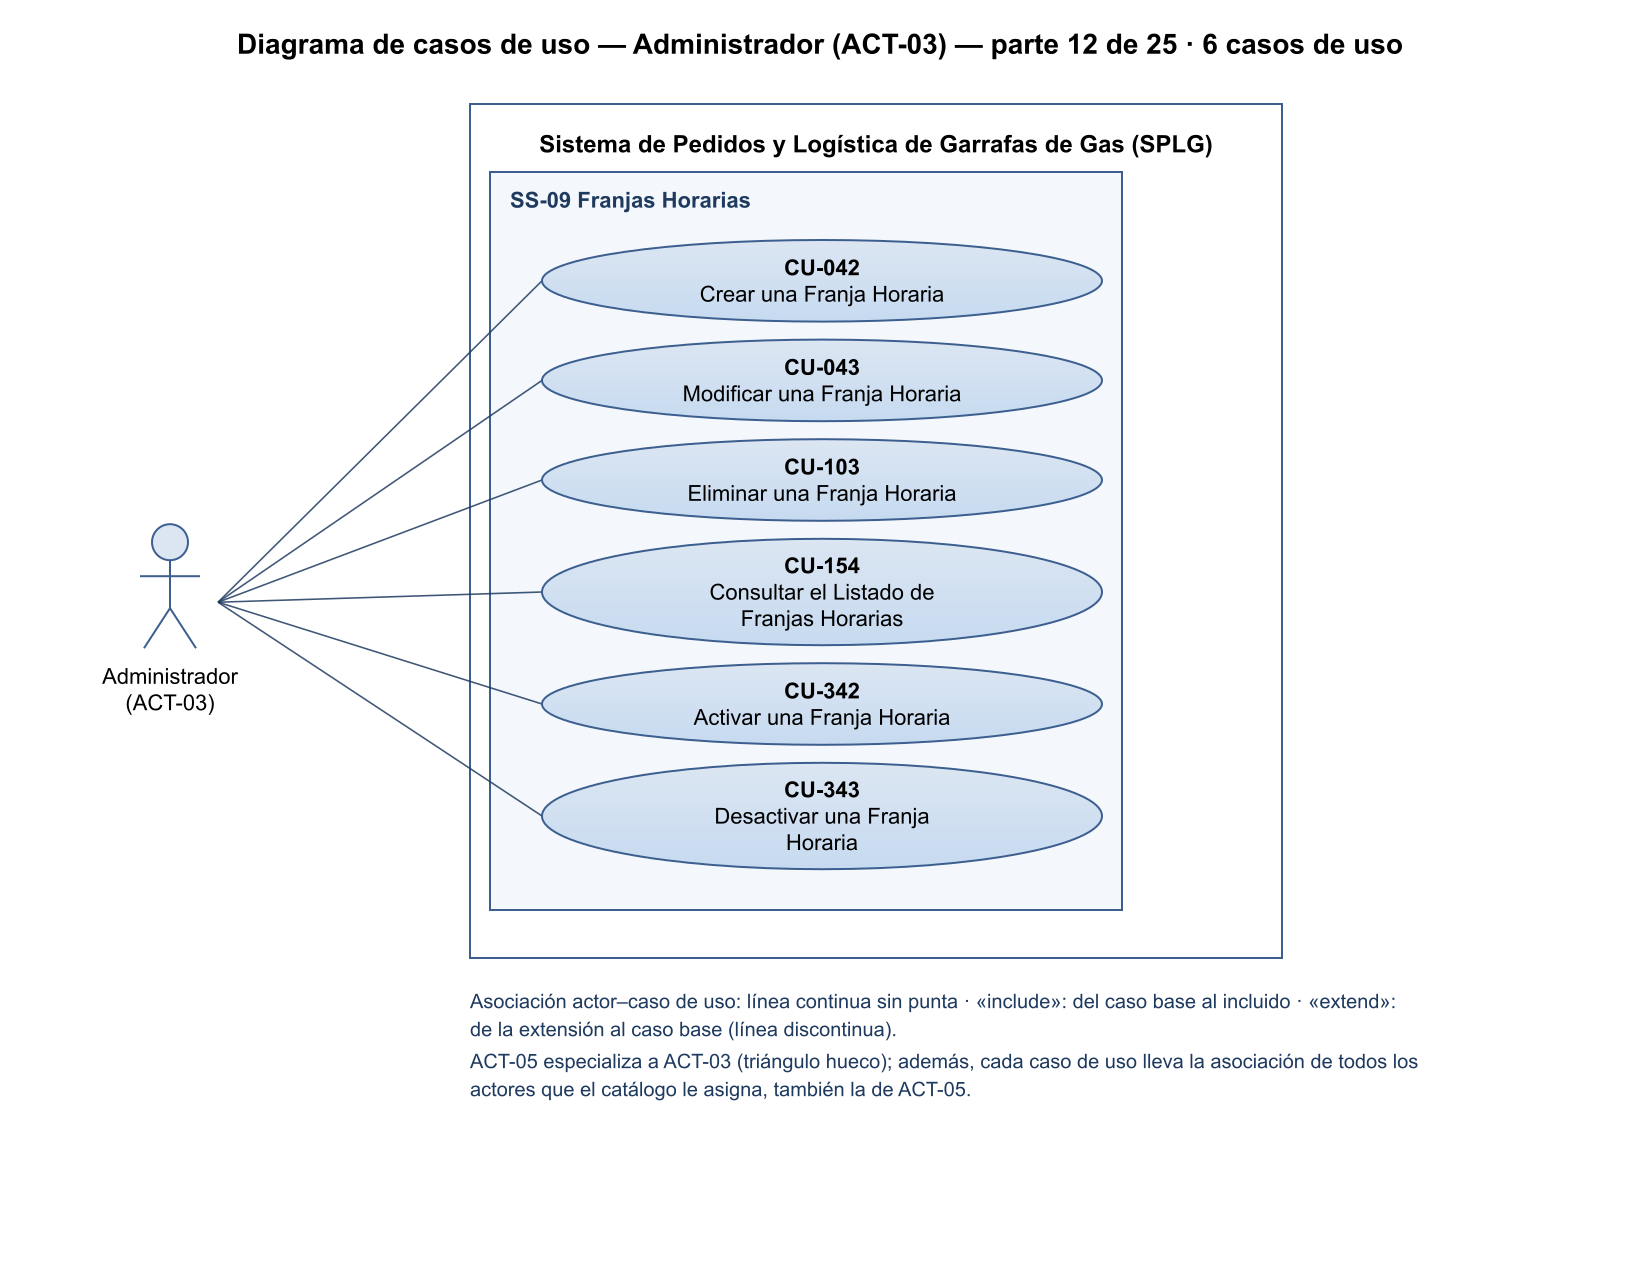 Diagrama de casos de uso — Administrador (ACT-03) — parte 12 de 25 · 6 casos de uso
Sistema de Pedidos y Logística de Garrafas de Gas (SPLG)
SS-09 Franjas Horarias
CU-042
Crear una Franja Horaria
CU-043
Modificar una Franja Horaria
CU-103
Eliminar una Franja Horaria
CU-154
Consultar el Listado de
Franjas Horarias
CU-342
Activar una Franja Horaria
CU-343
Desactivar una Franja
Horaria
Administrador
(ACT-03)
Asociación actor–caso de uso: línea continua sin punta · «include»: del caso base al incluido · «extend»:
de la extensión al caso base (línea discontinua).
ACT-05 especializa a ACT-03 (triángulo hueco); además, cada caso de uso lleva la asociación de todos los
actores que el catálogo le asigna, también la de ACT-05.